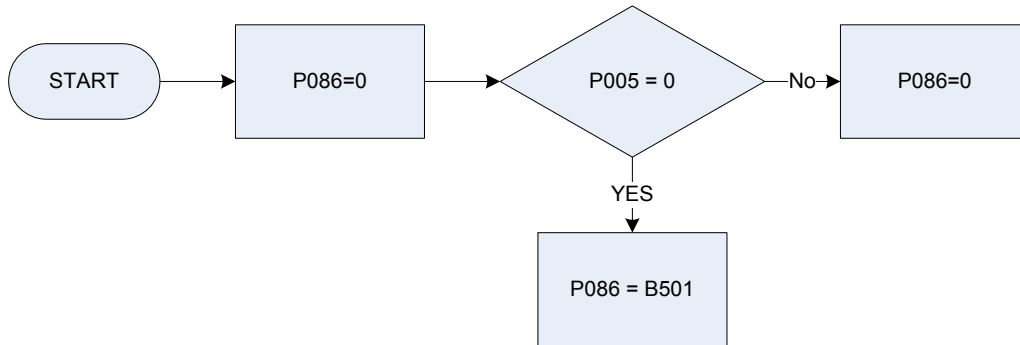 START
P086=0
P005 = 0
No
P086=0
YES
P086 = B501